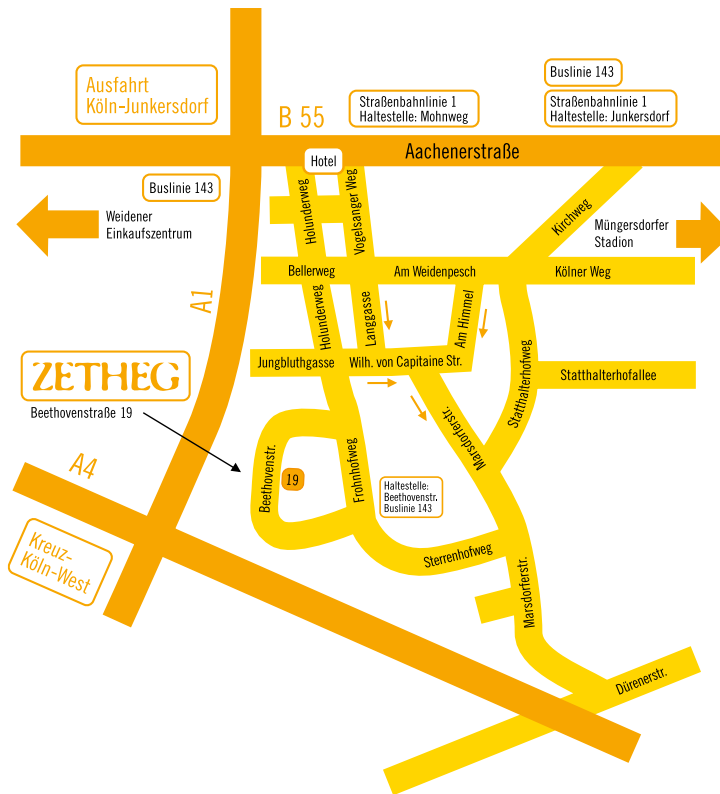 Ausfahrt
Köln-Junkersdorf
B 55
Straßenbahnlinie 1
Haltestelle: Mohnweg
Buslinie 143
Straßenbahnlinie 1
Haltestelle: Junkersdorf
Hotel
Aachenerstraße
Buslinie 143
Weidener
Einkaufszentrum
Holunderweg
Vogelsanger Weg
Kirchweg
Müngersdorfer
Stadion
Bellerweg
Am Weidenpesch
Kölner Weg
A1
Holunderweg
Langgasse
Am Himmel
Jungbluthgasse
Wilh. von Capitaine Str.
Statthalterhofweg
Statthalterhofallee
ZETHEG
Beethovenstraße 19
Marsdorferstr.
A4
Beethovenstr.
19
Frohnhofweg
Haltestelle:
Beethovenstr.
Buslinie 143
Kreuz-
Köln-West
Sterrenhofweg
Marsdorferstr.
Dürenerstr.